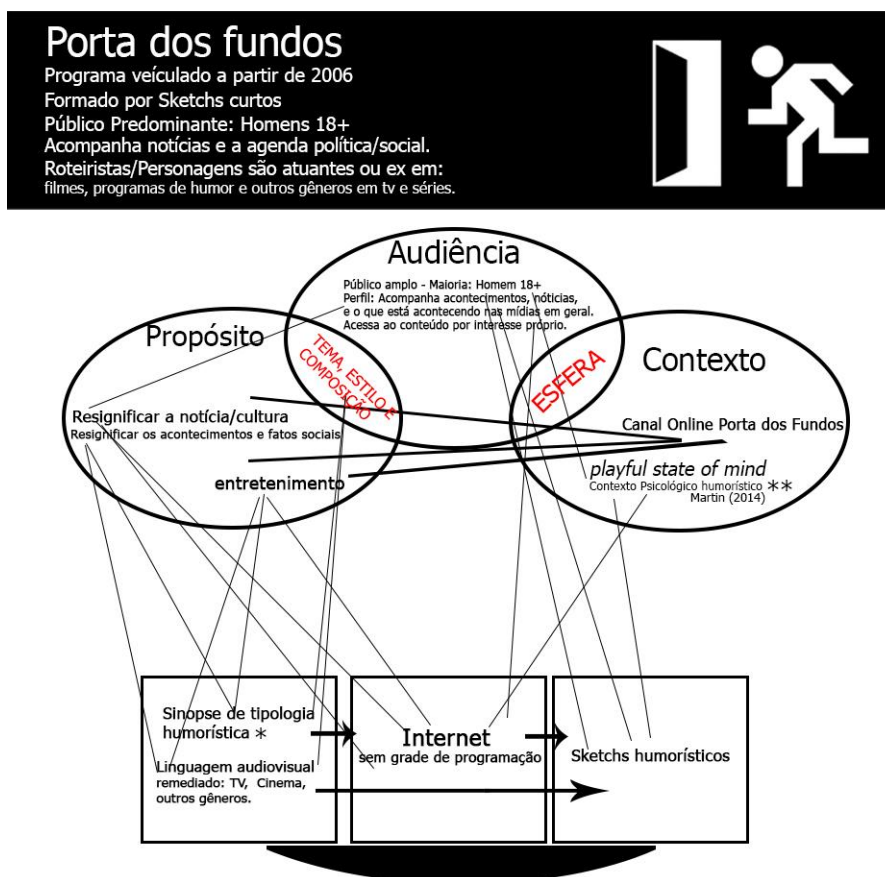 Porta dos fundos
Programa veículado a partir de 2006
Formado por Sketchs curtos
Público Predominante: Homens 18+
Acompanha notícias e a agenda política/social.
Roteiristas/Personagens são atuantes ou ex em:
filmes, programas de humor e outros gêneros em tv e séries.
Audiência
Público amplo - Maioria: Homem 18+
Perfil: Acompanha acontecimentos, nóticias,
e o que está acontecendo nas mídias em geral.
Acessa ao conteúdo por interesse próprio.
Propósito
TEMA, ESTILO E
COMPOSIÇÃO
ESFERA
Contexto
Resignificar a notícia/cultura
Resignificar os acontecimentos e fatos sociais
entretenimento
Canal Online Porta dos Fundos
playful state of mind
Contexto Psicológico humorístico **
Martin (2014)
Sinopse de tipologia
humorística *
Linguagem audiovisual
remediado: TV, Cinema,
outros gêneros.
Internet
sem grade de programação
Sketchs humorísticos